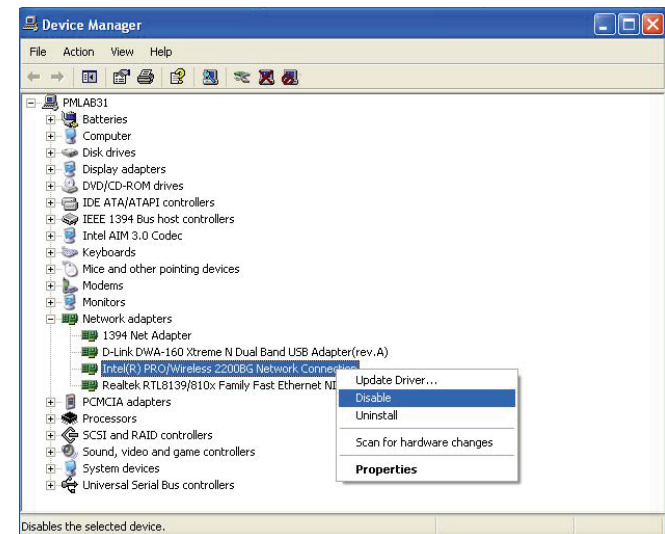 Device Manager
File Action View Help
PMLAB31
Batteries
Computer
Disk drives
Display adapters
DVD/CD-ROM drives
IDE ATA/ATAPI controllers
IEEE 1394 Bus host controllers
Intel AIM 3.0 Codec
Keyboards
Mice and other pointing devices
Modems
Monitors
Network adapters
1394 Net Adapter
D-Link DWA-160 Xtreme N Dual Band USB Adapter(rev.A)
Intel(R) PRO/Wireless 2200BG Network Connection
Realtek RTL8139/810x Family Fast Ethernet NI
Update Driver...
Disable
Uninstall
Scan for hardware changes
Properties
PCMCIA adapters
Processors
SCSI and RAID controllers
Sound, video and game controllers
System devices
Universal Serial Bus controllers
Disables the selected device.